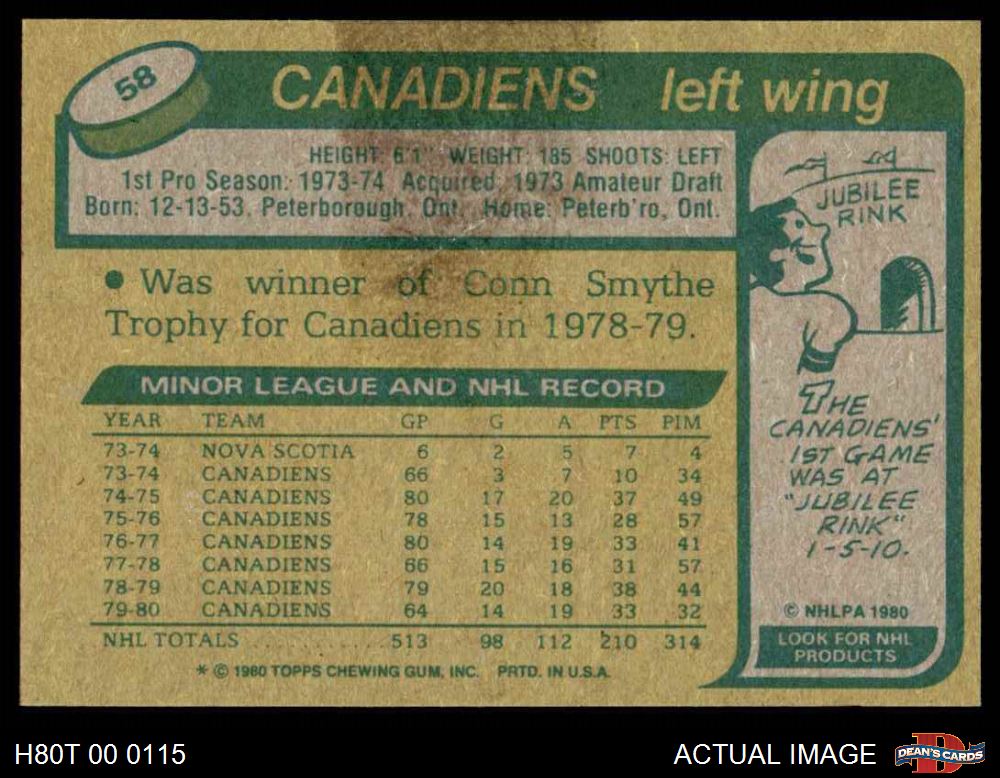 58
CANADIENS left wing
HEIGHT: 6'1" WEIGHT: 185 SHOOTS: LEFT
1st Pro Season: 1973-74 Acquired: 1973 Amateur Draft
Born: 12-13-53, Peterborough, Ont. Home: Peterb'ro, Ont.
• Was winner of Conn Smythe
Trophy for Canadiens in 1978-79.
MINOR LEAGUE AND NHL RECORD
YEAR TEAM GP G A PTS PIM
73-74 NOVA SCOTIA 6 2 5 7 4
73-74 CANADIENS 66 3 7 10 34
74-75 CANADIENS 80 17 20 37 49
75-76 CANADIENS 78 15 13 28 57
76-77 CANADIENS 80 14 19 33 41
77-78 CANADIENS 66 15 16 31 57
78-79 CANADIENS 79 20 18 38 44
79-80 CANADIENS 64 14 19 33 32
NHL TOTALS ............ 513 98 112 210 314
* © 1980 TOPPS CHEWING GUM, INC. PRTD. IN U.S.A.
JUBILEE
RINK
THE
CANADIENS'
1ST GAME
WAS AT
"JUBILEE
RINK"
1-5-10.
© NHLPA 1980
LOOK FOR NHL
PRODUCTS
H80T 00 0115
ACTUAL IMAGE
DEAN'S CARDS